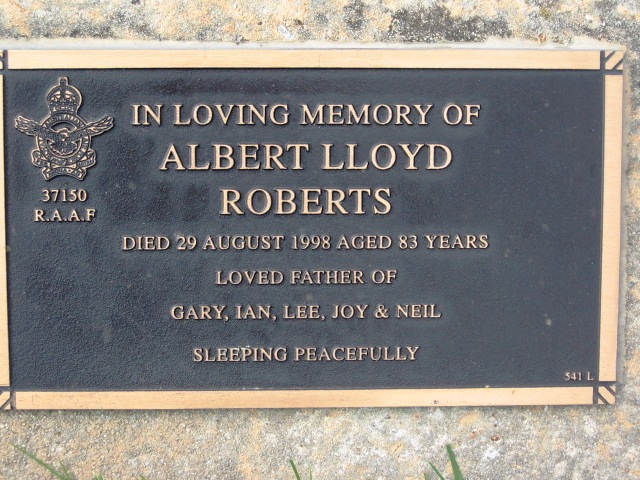 IN LOVING MEMORY OF
ALBERT LLOYD
ROBERTS
37150
R.A.A.F
DIED 29 AUGUST 1998 AGED 83 YEARS
LOVED FATHER OF
GARY, IAN, LEE, JOY & NEIL
SLEEPING PEACEFULLY
541 L